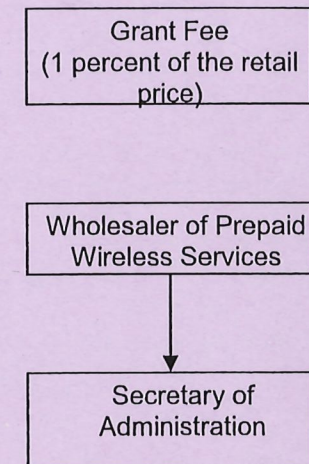 Grant Fee
(1 percent of the retail
price)
Wholesaler of Prepaid
Wireless Services
Secretary of
Administration